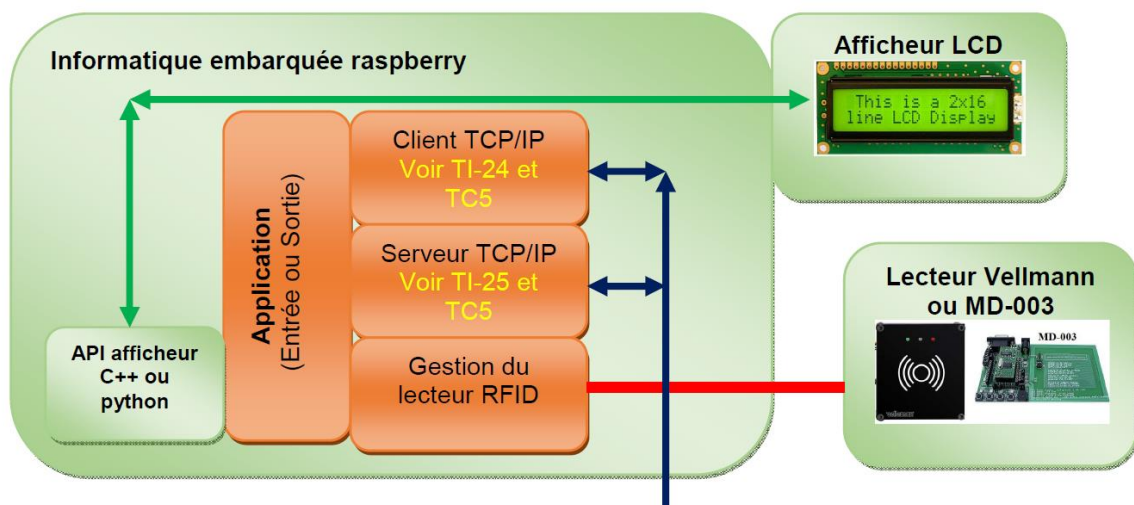 Informatique embarquée raspberry
Afficheur LCD
This is a 2x16
line LCD Display
Application
(Entrée ou Sortie)
Client TCP/IP
Voir TI-24 et
TC5
Serveur TCP/IP
Voir TI-25 et
TC5
Gestion du
lecteur RFID
API afficheur
C++ ou
python
Lecteur Vellmann
ou MD-003
MD-003
velleman